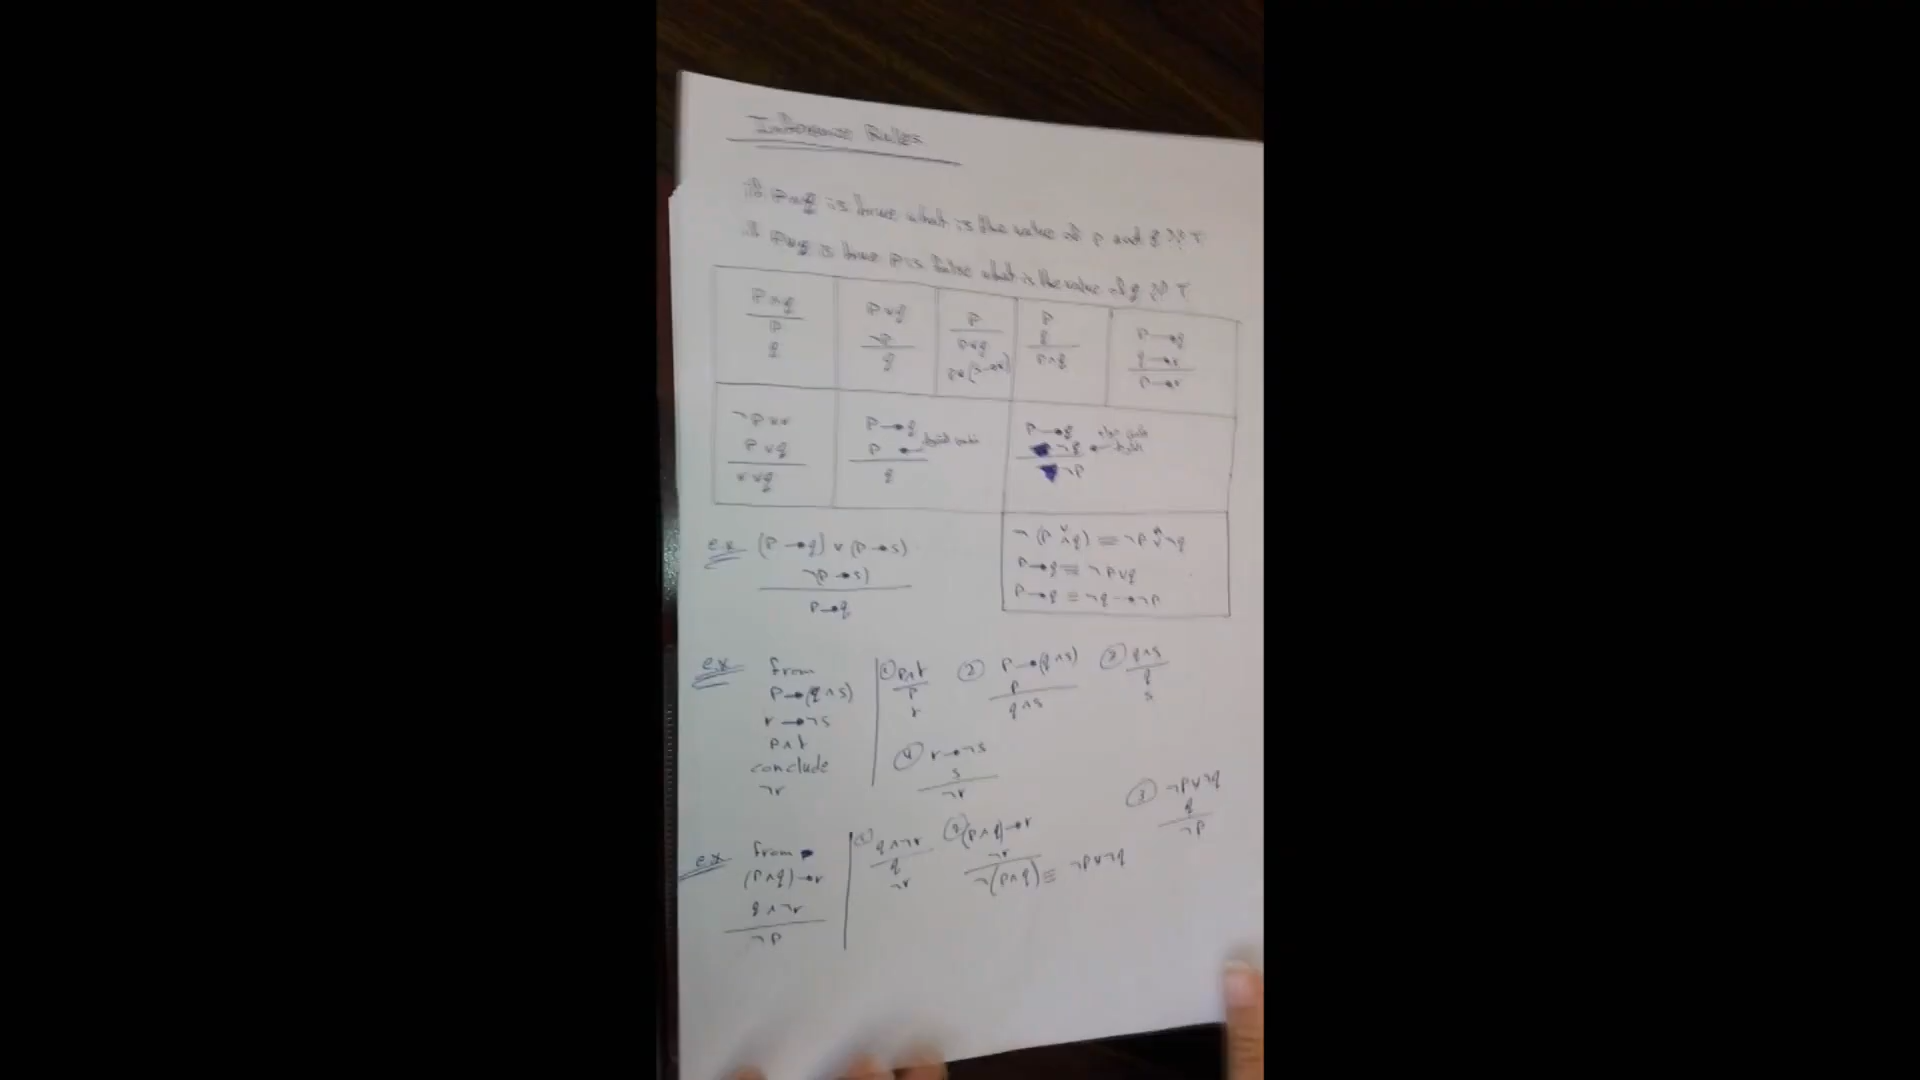 Inference Rules
If P∧q is true what is the value of P and q ?? T
If P∨q is true P is false what is the value of q ?? T
P∧q
P
q
P∨q
¬P
q
P
P∨q
P
q
P∧q
P→q
q→r
P→r
¬P∨r
P∨q
r∨q
P→q
P
q
P→q
¬q
¬P
¬(P ∧ q) ≡ ¬P ∨ ¬q
P→q ≡ ¬P∨q
P→q ≡ ¬q→¬P
ex (P→q) ∨ (P→s)
¬(P→s)
P→q
ex from
P→(q∧s)
r→¬s
P∧t
conclude
¬r
① P∧t
P
t
② P→(q∧s)
P
q∧s
③ q∧s
q
s
④ r→¬s
s
¬r
ex from
(P∧q)→r
q∧¬r
¬P
① q∧¬r
q
¬r
② (P∧q)→r
¬r
¬(P∧q) ≡ ¬P∨¬q
③ ¬P∨¬q
q
¬P